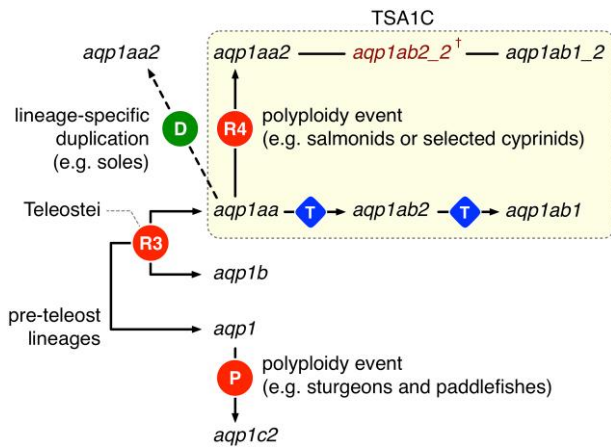 TSA1C
aqp1aa2
aqp1aa2
aqp1ab2_2†
aqp1ab1_2
lineage-specific
duplication
(e.g. soles)
D
R4
polyploidy event
(e.g. salmonids or selected cyprinids)
Teleostei
aqp1aa
T
aqp1ab2
T
aqp1ab1
R3
aqp1b
pre-teleost
lineages
aqp1
P
polyploidy event
(e.g. sturgeons and paddlefishes)
aqp1c2